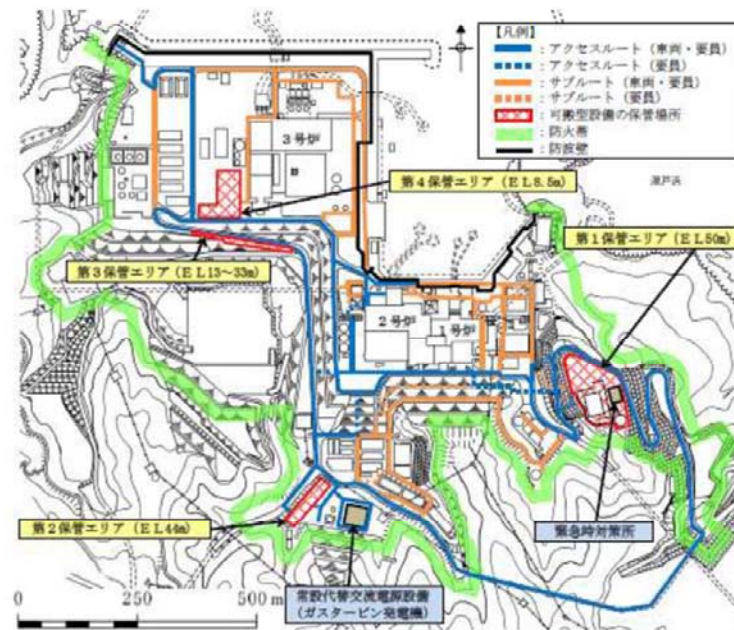 【凡例】
：アクセスルート（車両・要員）
：アクセスルート（要員）
：サブルート（車両・要員）
：サブルート（要員）
：可搬型設備の保管場所
：防火帯
：防波壁
3号炉
第4保管エリア（EL8.5m）
第1保管エリア（EL50m）
第3保管エリア（EL13～33m）
2号炉
1号炉
第2保管エリア（EL44m）
緊急時対策所
常設代替交流電源設備
（ガスタービン発電機）
0 250 500 m